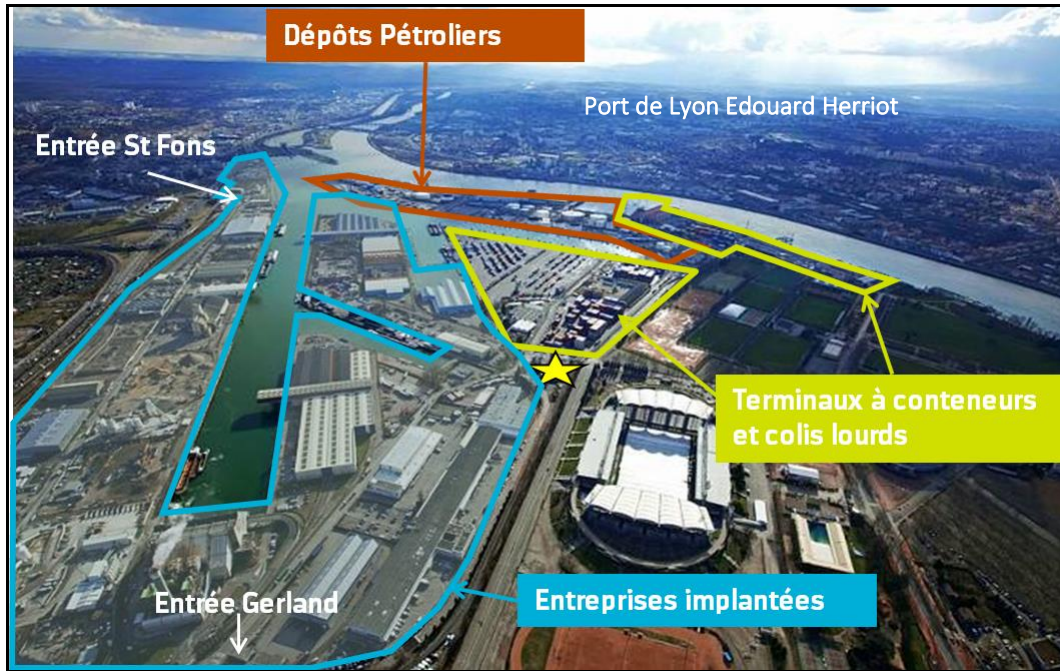 Dépôts Pétroliers
Port de Lyon Edouard Herriot
Entrée St Fons
Terminaux à conteneurs
et colis lourds
Entreprises implantées
Entrée Gerland